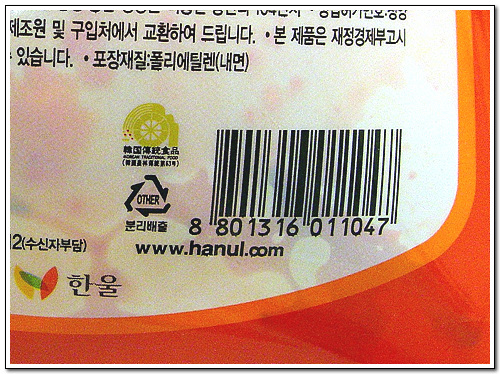 제조원 및 구입처에서 교환하여 드립니다. • 본 제품은 재정경제부고시
있습니다. • 포장재질:폴리에틸렌(내면)
韓国傳統食品
KOREAN TRADITIONAL FOOD
OTHER
분리배출
8 801316 011047
2(수신자부담)
www.hanul.com
한울